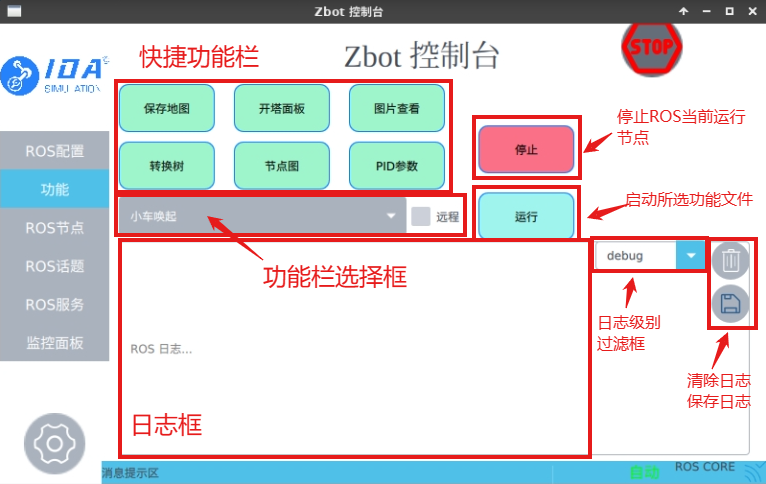 Zbot 控制台
快捷功能栏
Zbot 控制台
STOP
IDA
SIMULATION
保存地图
开塔面板
图片查看
转换树
节点图
PID参数
停止
停止ROS当前运行
节点
ROS配置
功能
ROS节点
ROS话题
ROS服务
监控面板
小车唤起
远程
运行
启动所选功能文件
功能栏选择框
debug
日志级别
过滤框
清除日志
保存日志
ROS 日志...
日志框
消息提示区
自动
ROS CORE